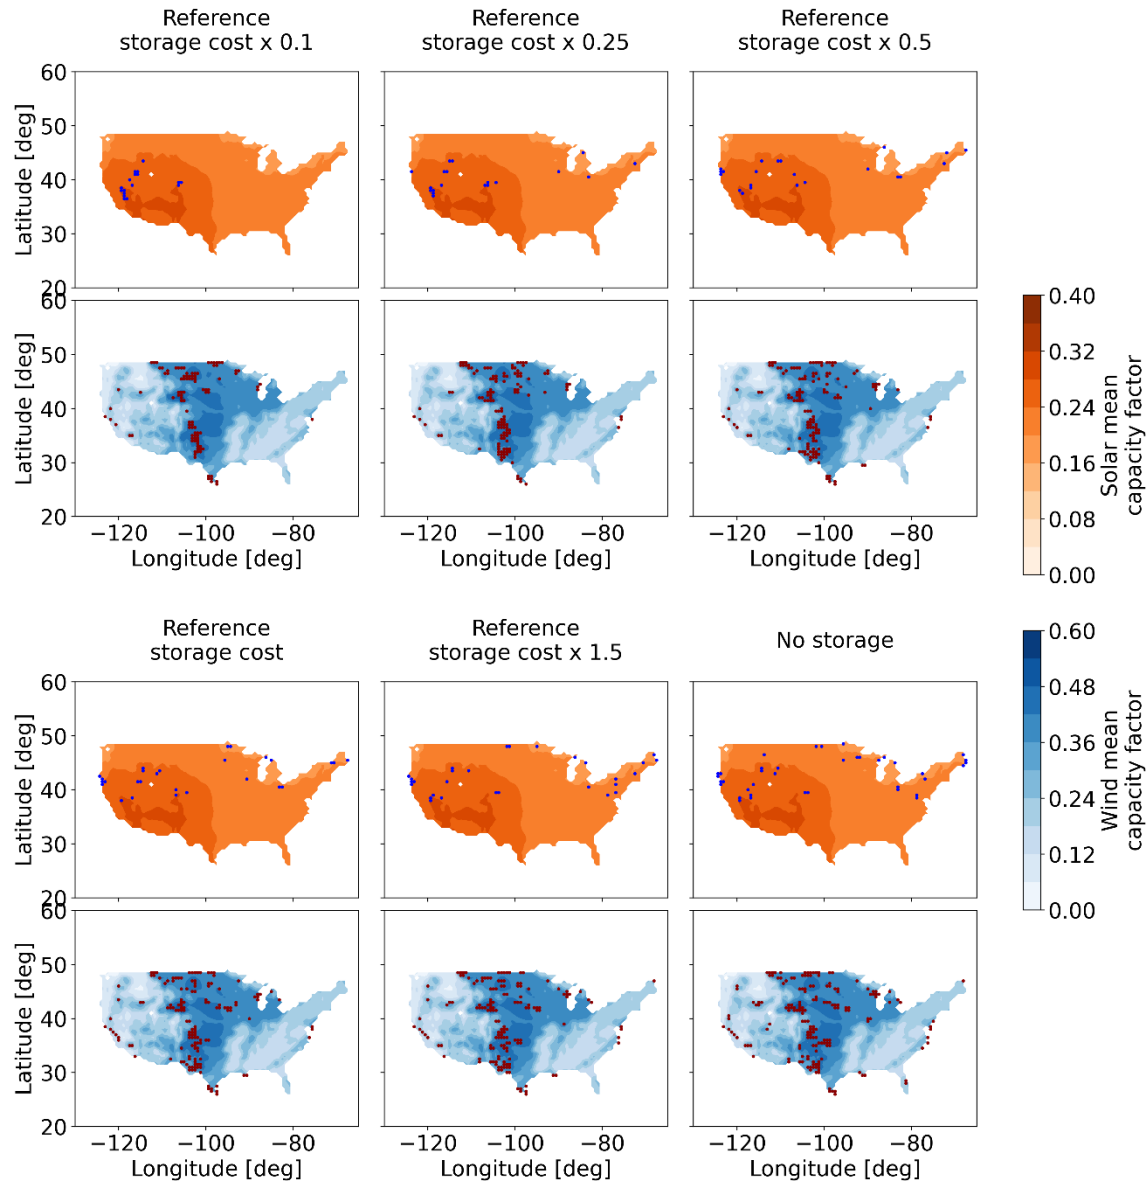 Reference
storage cost x 0.1
Reference
storage cost x 0.25
Reference
storage cost x 0.5
60
50
40
30
20
Latitude [deg]
60
50
40
30
20
Latitude [deg]
−120 −100 −80
Longitude [deg]
−120 −100 −80
Longitude [deg]
−120 −100 −80
Longitude [deg]
0.40
0.32
0.24
0.16
0.08
0.00
Solar mean
capacity factor
Reference
storage cost
Reference
storage cost x 1.5
No storage
60
50
40
30
20
Latitude [deg]
60
50
40
30
20
Latitude [deg]
−120 −100 −80
Longitude [deg]
−120 −100 −80
Longitude [deg]
−120 −100 −80
Longitude [deg]
0.60
0.48
0.36
0.24
0.12
0.00
Wind mean
capacity factor